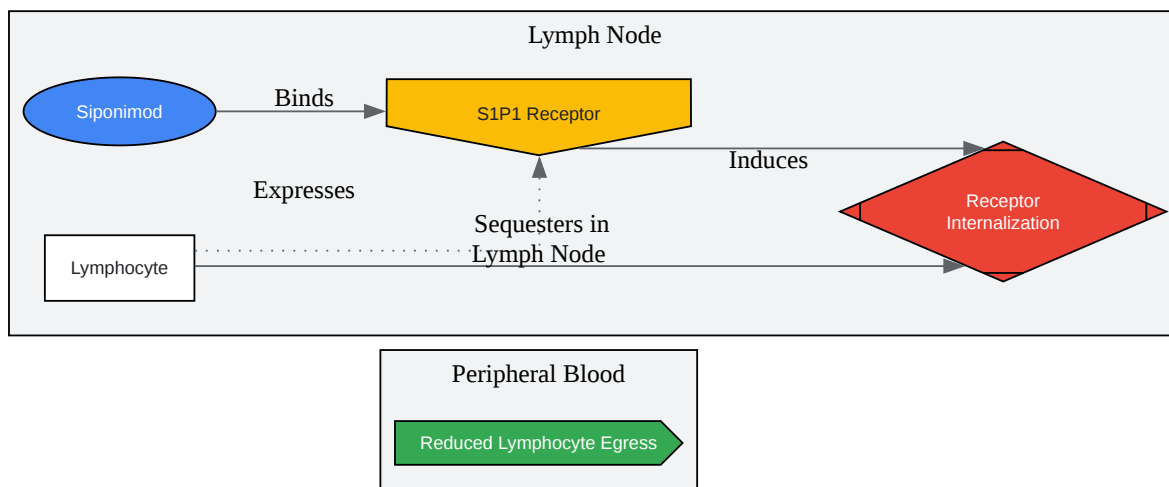 Lymph Node
Siponimod
Binds
S1P1 Receptor
Induces
Expresses
Receptor
Internalization
Sequesters in
Lymph Node
Lymphocyte
Peripheral Blood
Reduced Lymphocyte Egress